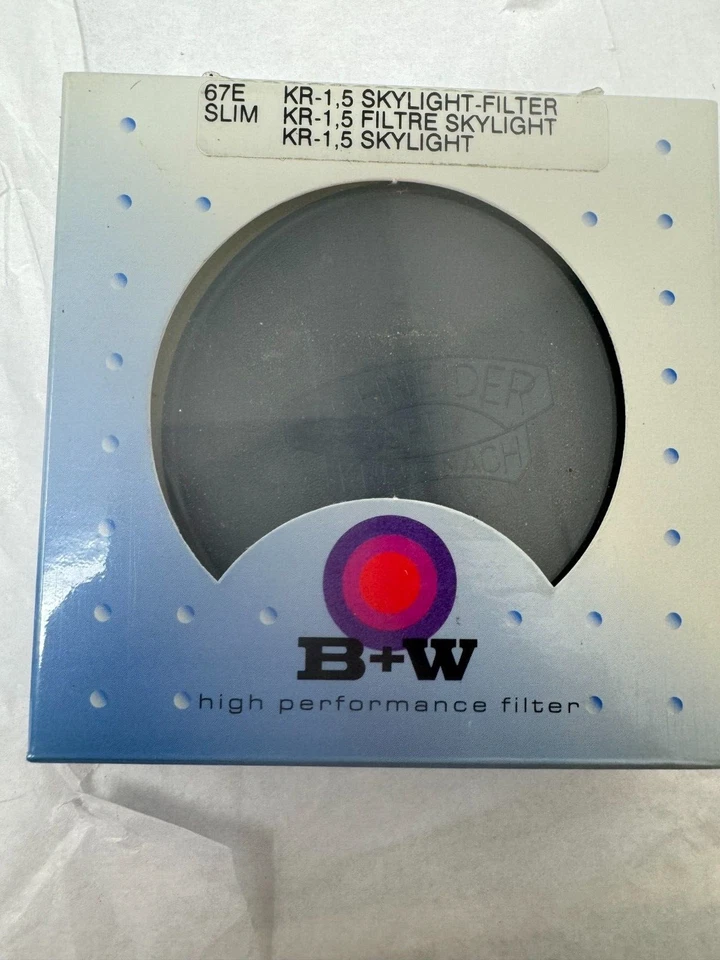 67E KR-1,5 SKYLIGHT-FILTER
SLIM KR-1,5 FILTRE SKYLIGHT
KR-1,5 SKYLIGHT
B+W
high performance filter